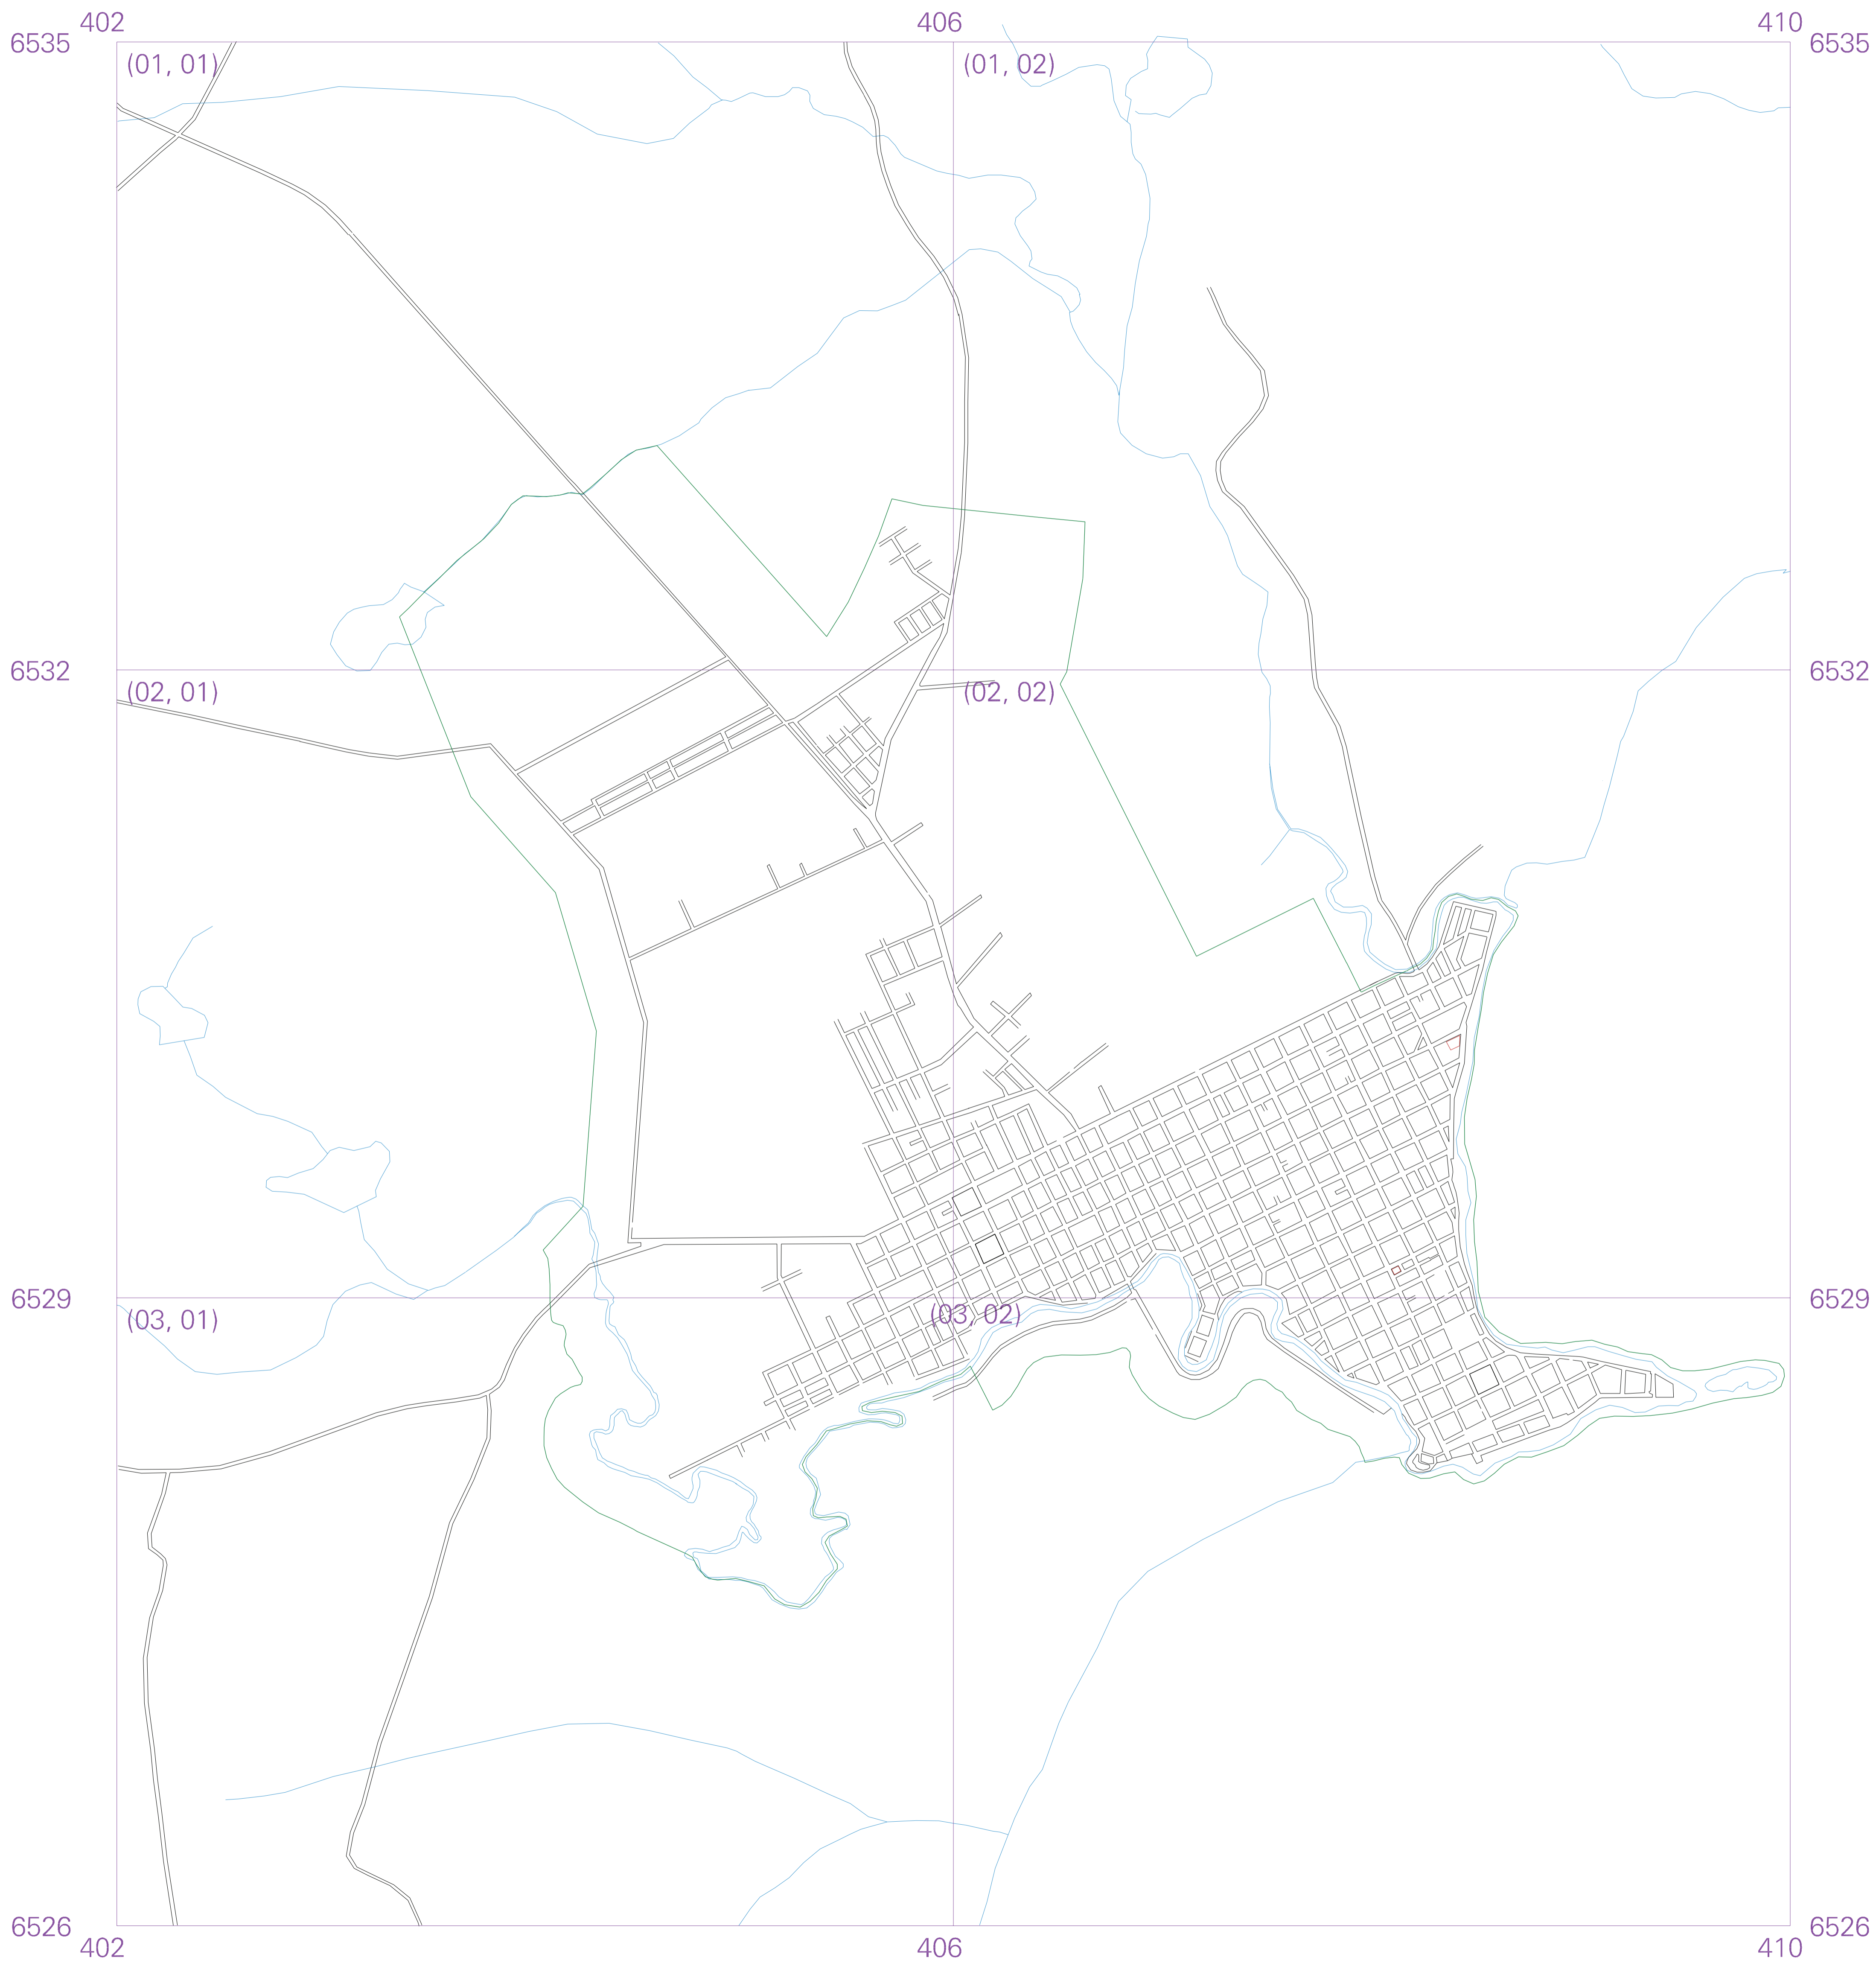 402 406 410
6535 6535
(01, 01) (01, 02)
6532 6532
(02, 01) (02, 02)
6529 6529
(03, 01) (03, 02)
6526 6526
402 406 410